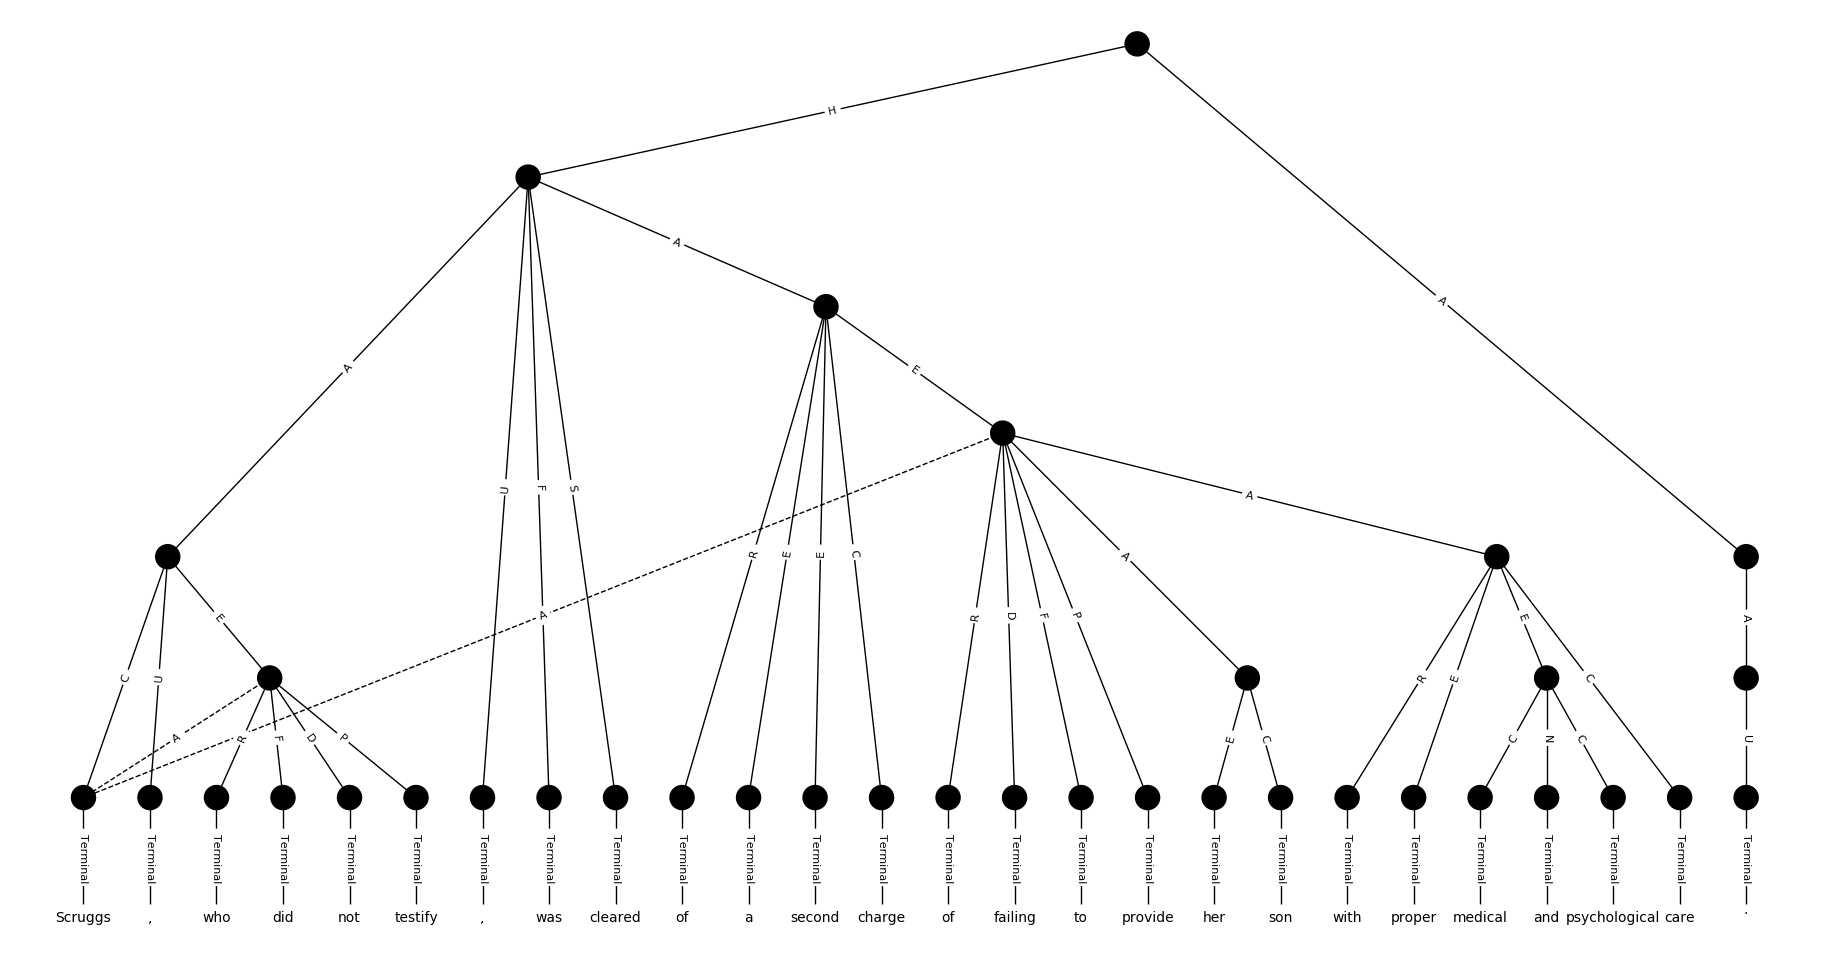 H
A
A
A
E
U F S
R E E C
A
A
E
A
R D F P
A
E
A
C U
R E
C
A R F D P
E C
C N C
U
Terminal Terminal Terminal Terminal Terminal Terminal Terminal Terminal Terminal Terminal Terminal Terminal Terminal Terminal Terminal Terminal Terminal Terminal Terminal Terminal Terminal Terminal Terminal Terminal Terminal Terminal
Scruggs , who did not testify , was cleared of a second charge of failing to provide her son with proper medical and psychological care .